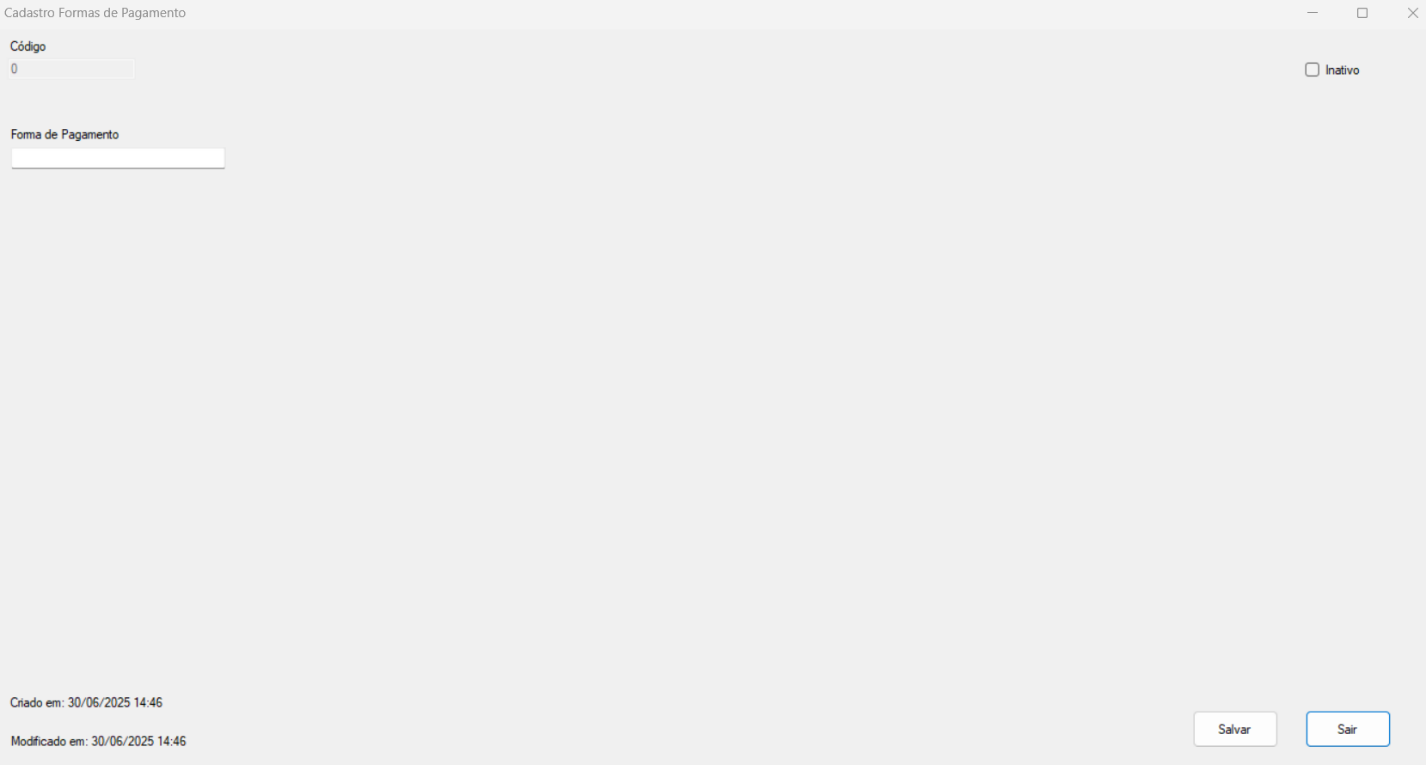 Cadastro Formas de Pagamento
Código
0
Inativo
Forma de Pagamento
Criado em: 30/06/2025 14:46
Modificado em: 30/06/2025 14:46
Salvar
Sair